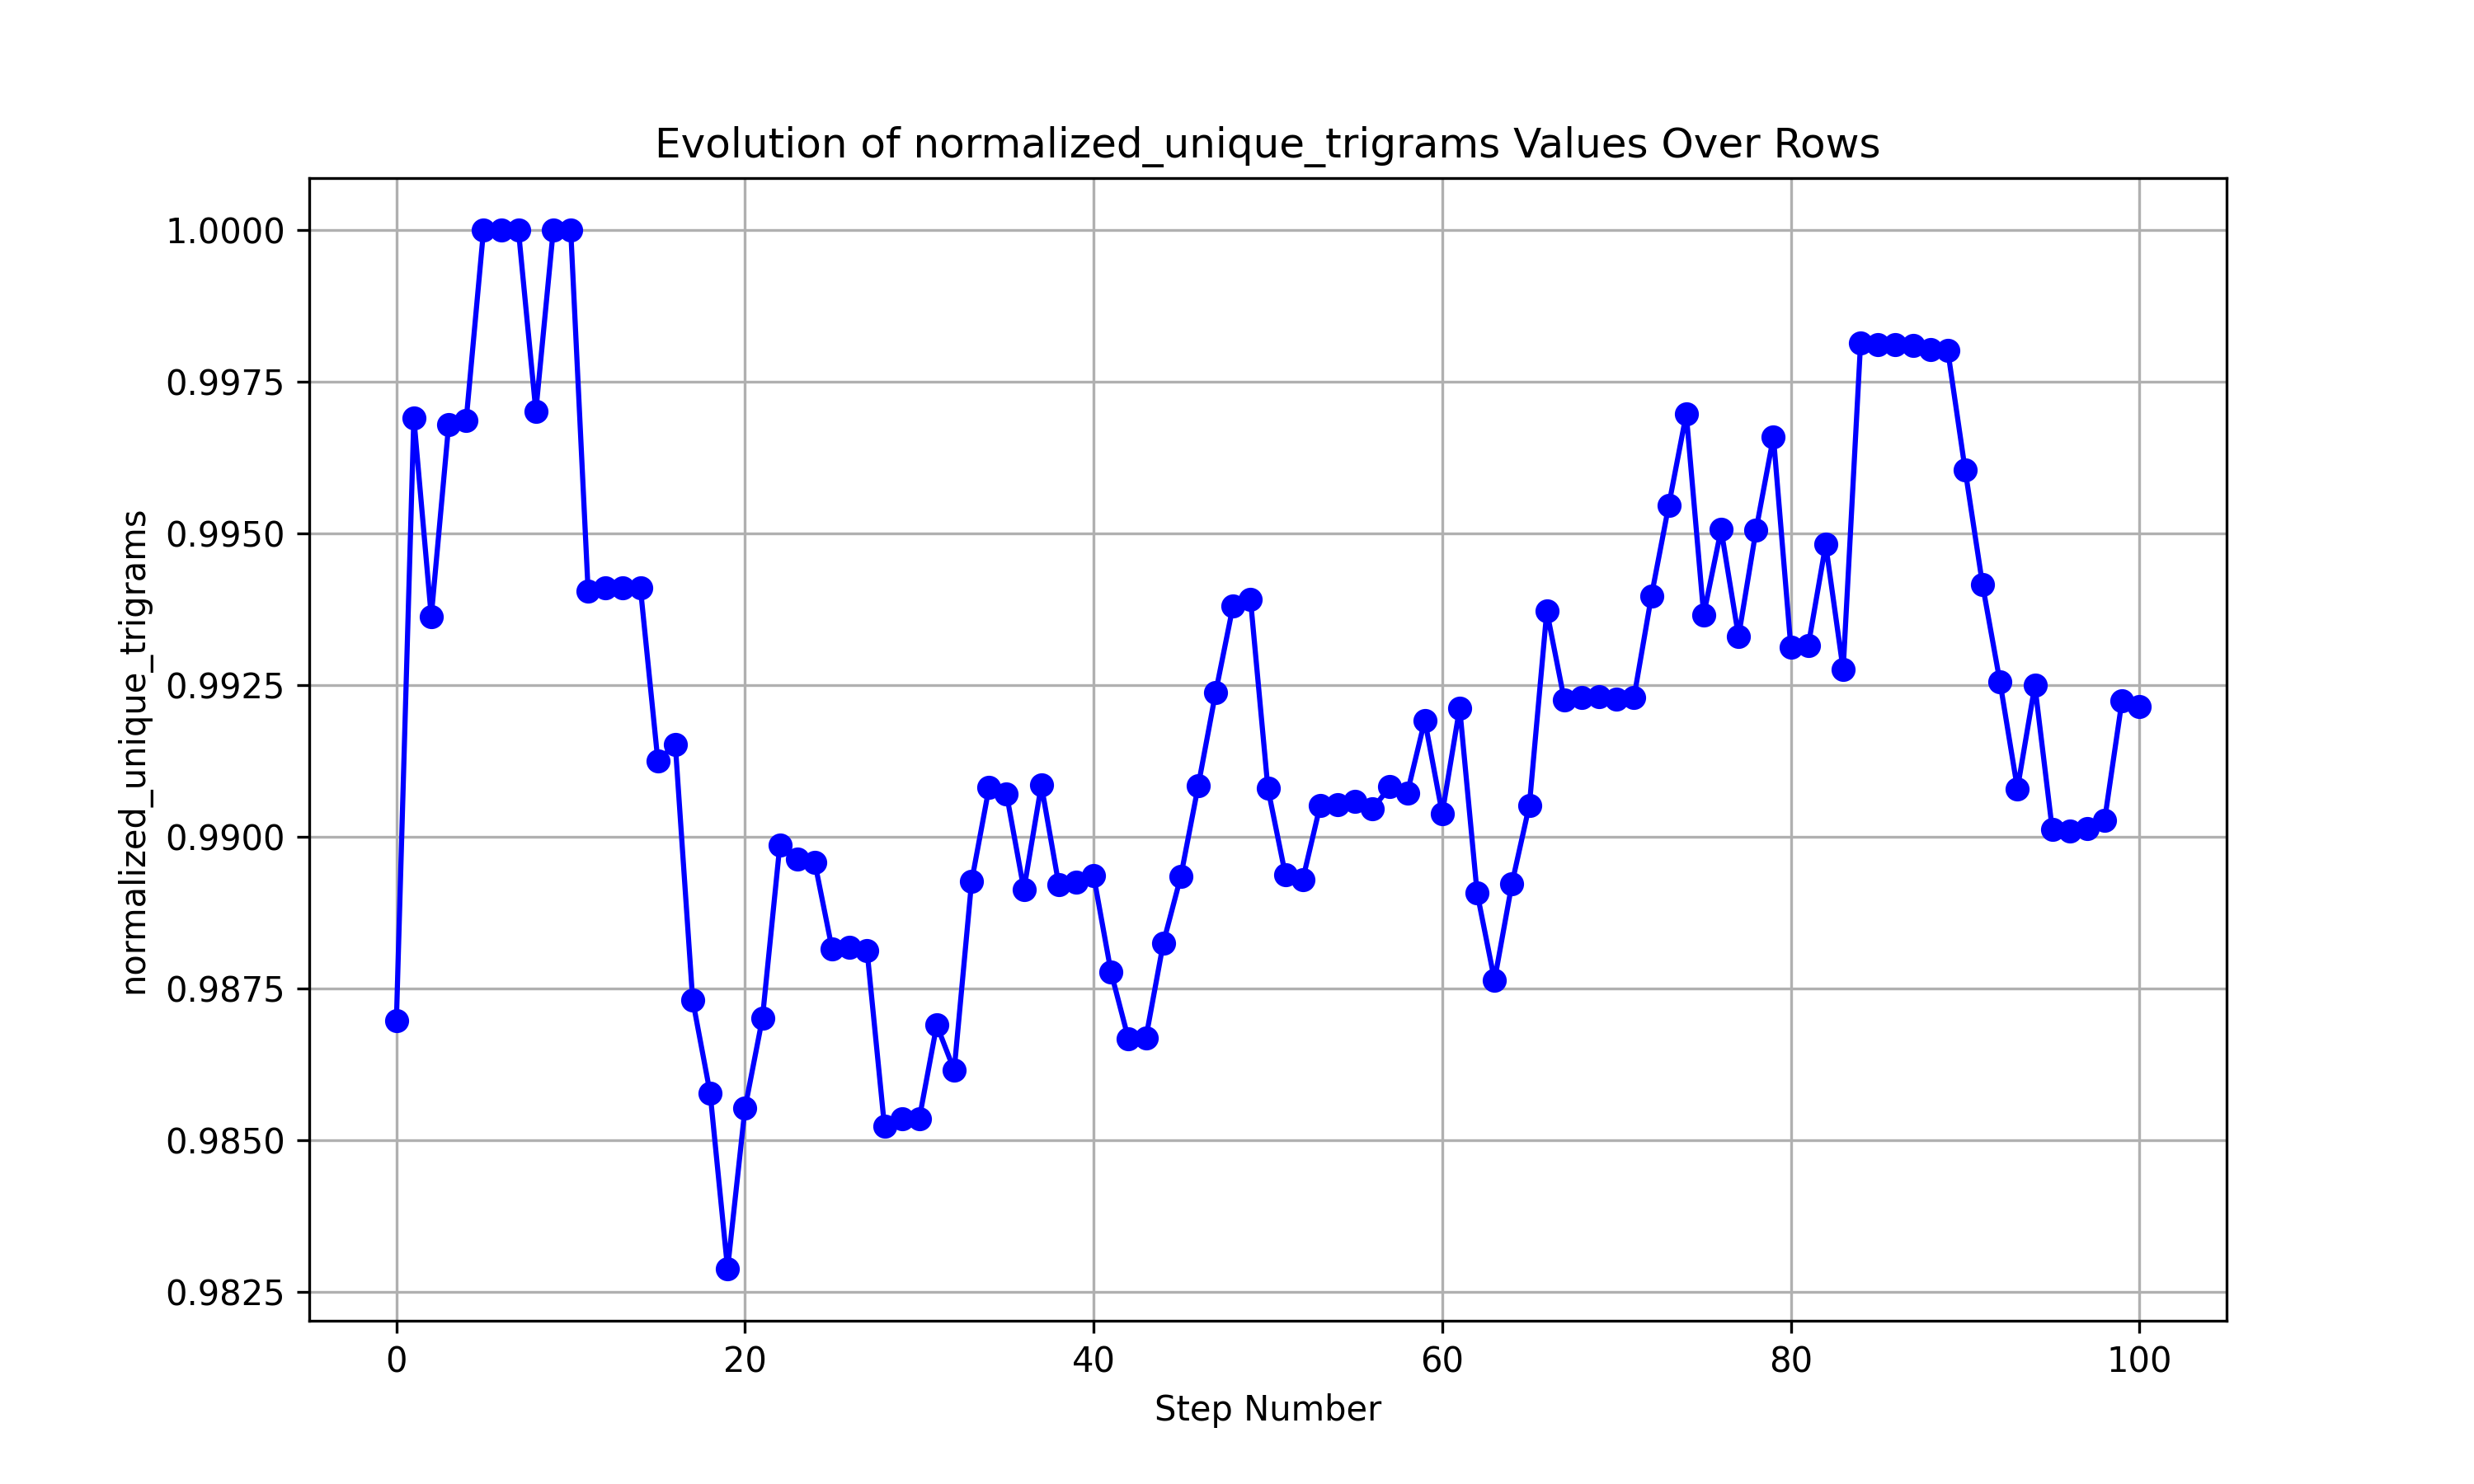 Evolution of normalized_unique_trigrams Values Over Rows
normalized_unique_trigrams
1.0000
0.9975
0.9950
0.9925
0.9900
0.9875
0.9850
0.9825
0 20 40 60 80 100
Step Number